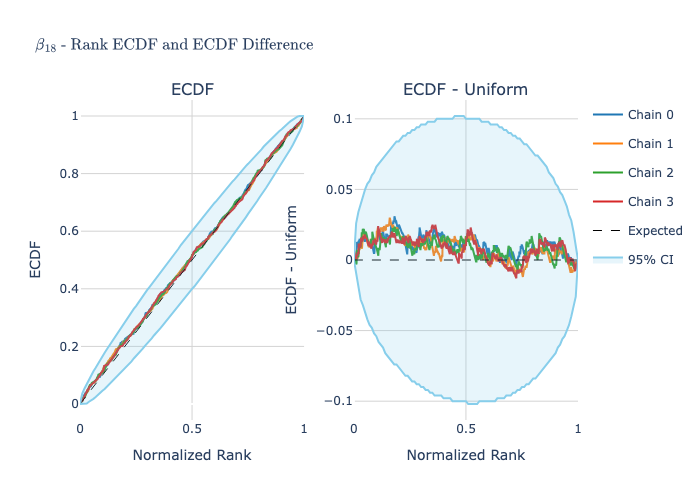 β₁₈ - Rank ECDF and ECDF Difference
ECDF
ECDF
1
0.8
0.6
0.4
0.2
0
0
0.5
1
Normalized Rank
ECDF - Uniform
ECDF - Uniform
0.1
0.05
0
−0.05
−0.1
0
0.5
1
Normalized Rank
Chain 0
Chain 1
Chain 2
Chain 3
Expected
95% CI